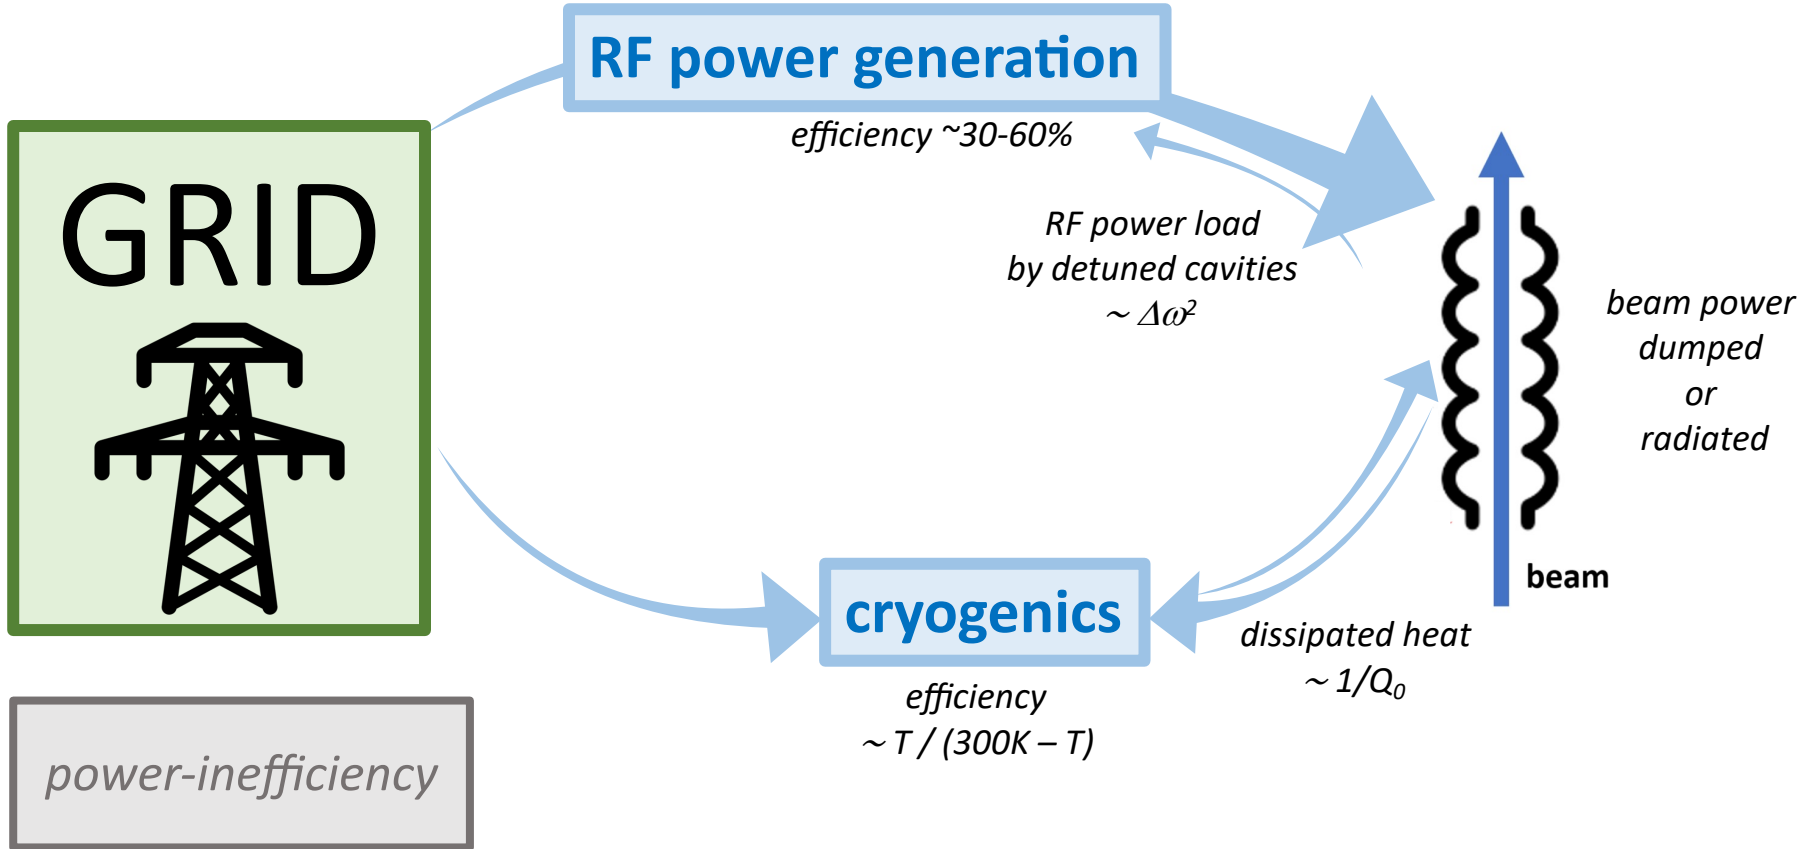 RF power generation
efficiency ~30-60%
GRID
RF power load
by detuned cavities
~ Δω²
beam power
dumped
or
radiated
beam
cryogenics
efficiency
~ T / (300K – T)
dissipated heat
~ 1/Q₀
power-inefficiency